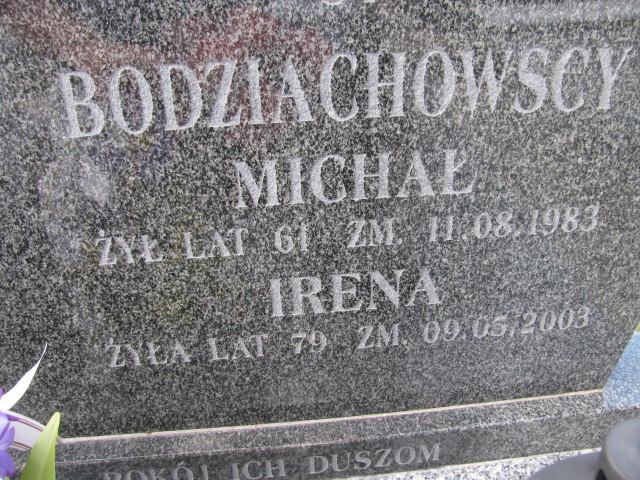 BODZIACHOWSCY
MICHAŁ
ŻYŁ LAT 61 ZM. 11.08.1983
IRENA
ŻYŁA LAT 79 ZM. 09.05.2003
POKÓJ ICH DUSZOM